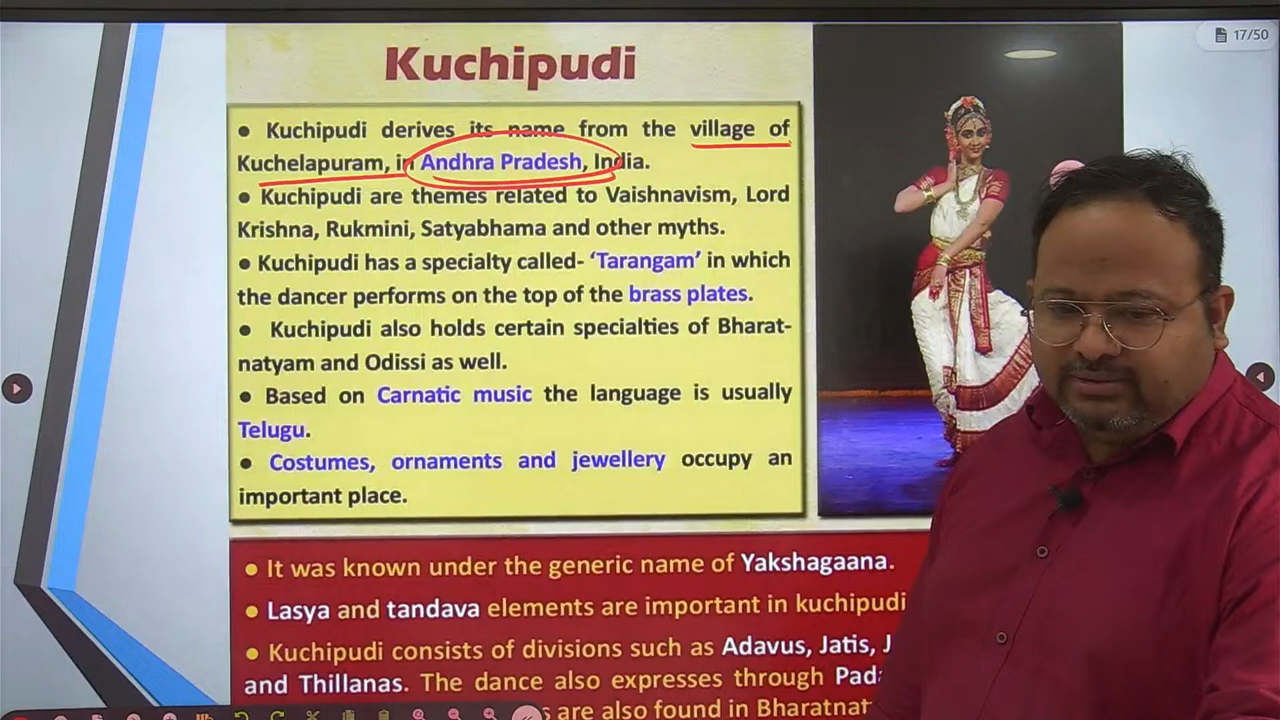 17/50
Kuchipudi
● Kuchipudi derives its name from the village of
Kuchelapuram, in Andhra Pradesh, India.
● Kuchipudi are themes related to Vaishnavism, Lord
Krishna, Rukmini, Satyabhama and other myths.
● Kuchipudi has a specialty called- ‘Tarangam’ in which
the dancer performs on the top of the brass plates.
● Kuchipudi also holds certain specialties of Bharat-
natyam and Odissi as well.
● Based on Carnatic music the language is usually
Telugu.
● Costumes, ornaments and jewellery occupy an
important place.
● It was known under the generic name of Yakshagaana.
● Lasya and tandava elements are important in kuchipudi
● Kuchipudi consists of divisions such as Adavus, Jatis, J
and Thillanas. The dance also expresses through Pad
s are also found in Bharatnat